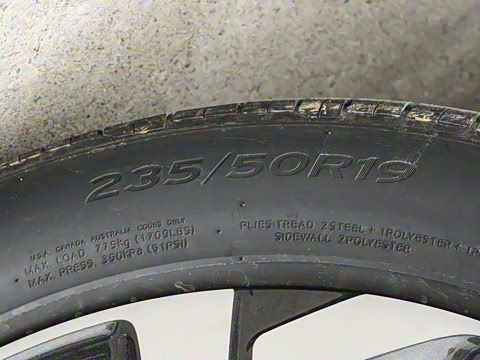 235/50R19
U.S.A. CANADA AUSTRALIA CODES ONLY
MAX. LOAD 775kg (1709LBS)
MAX. PRESS. 350KPa (51PSI)
PLIES:TREAD 2STEEL+1POLYESTER+1P
SIDEWALL 2POLYESTER